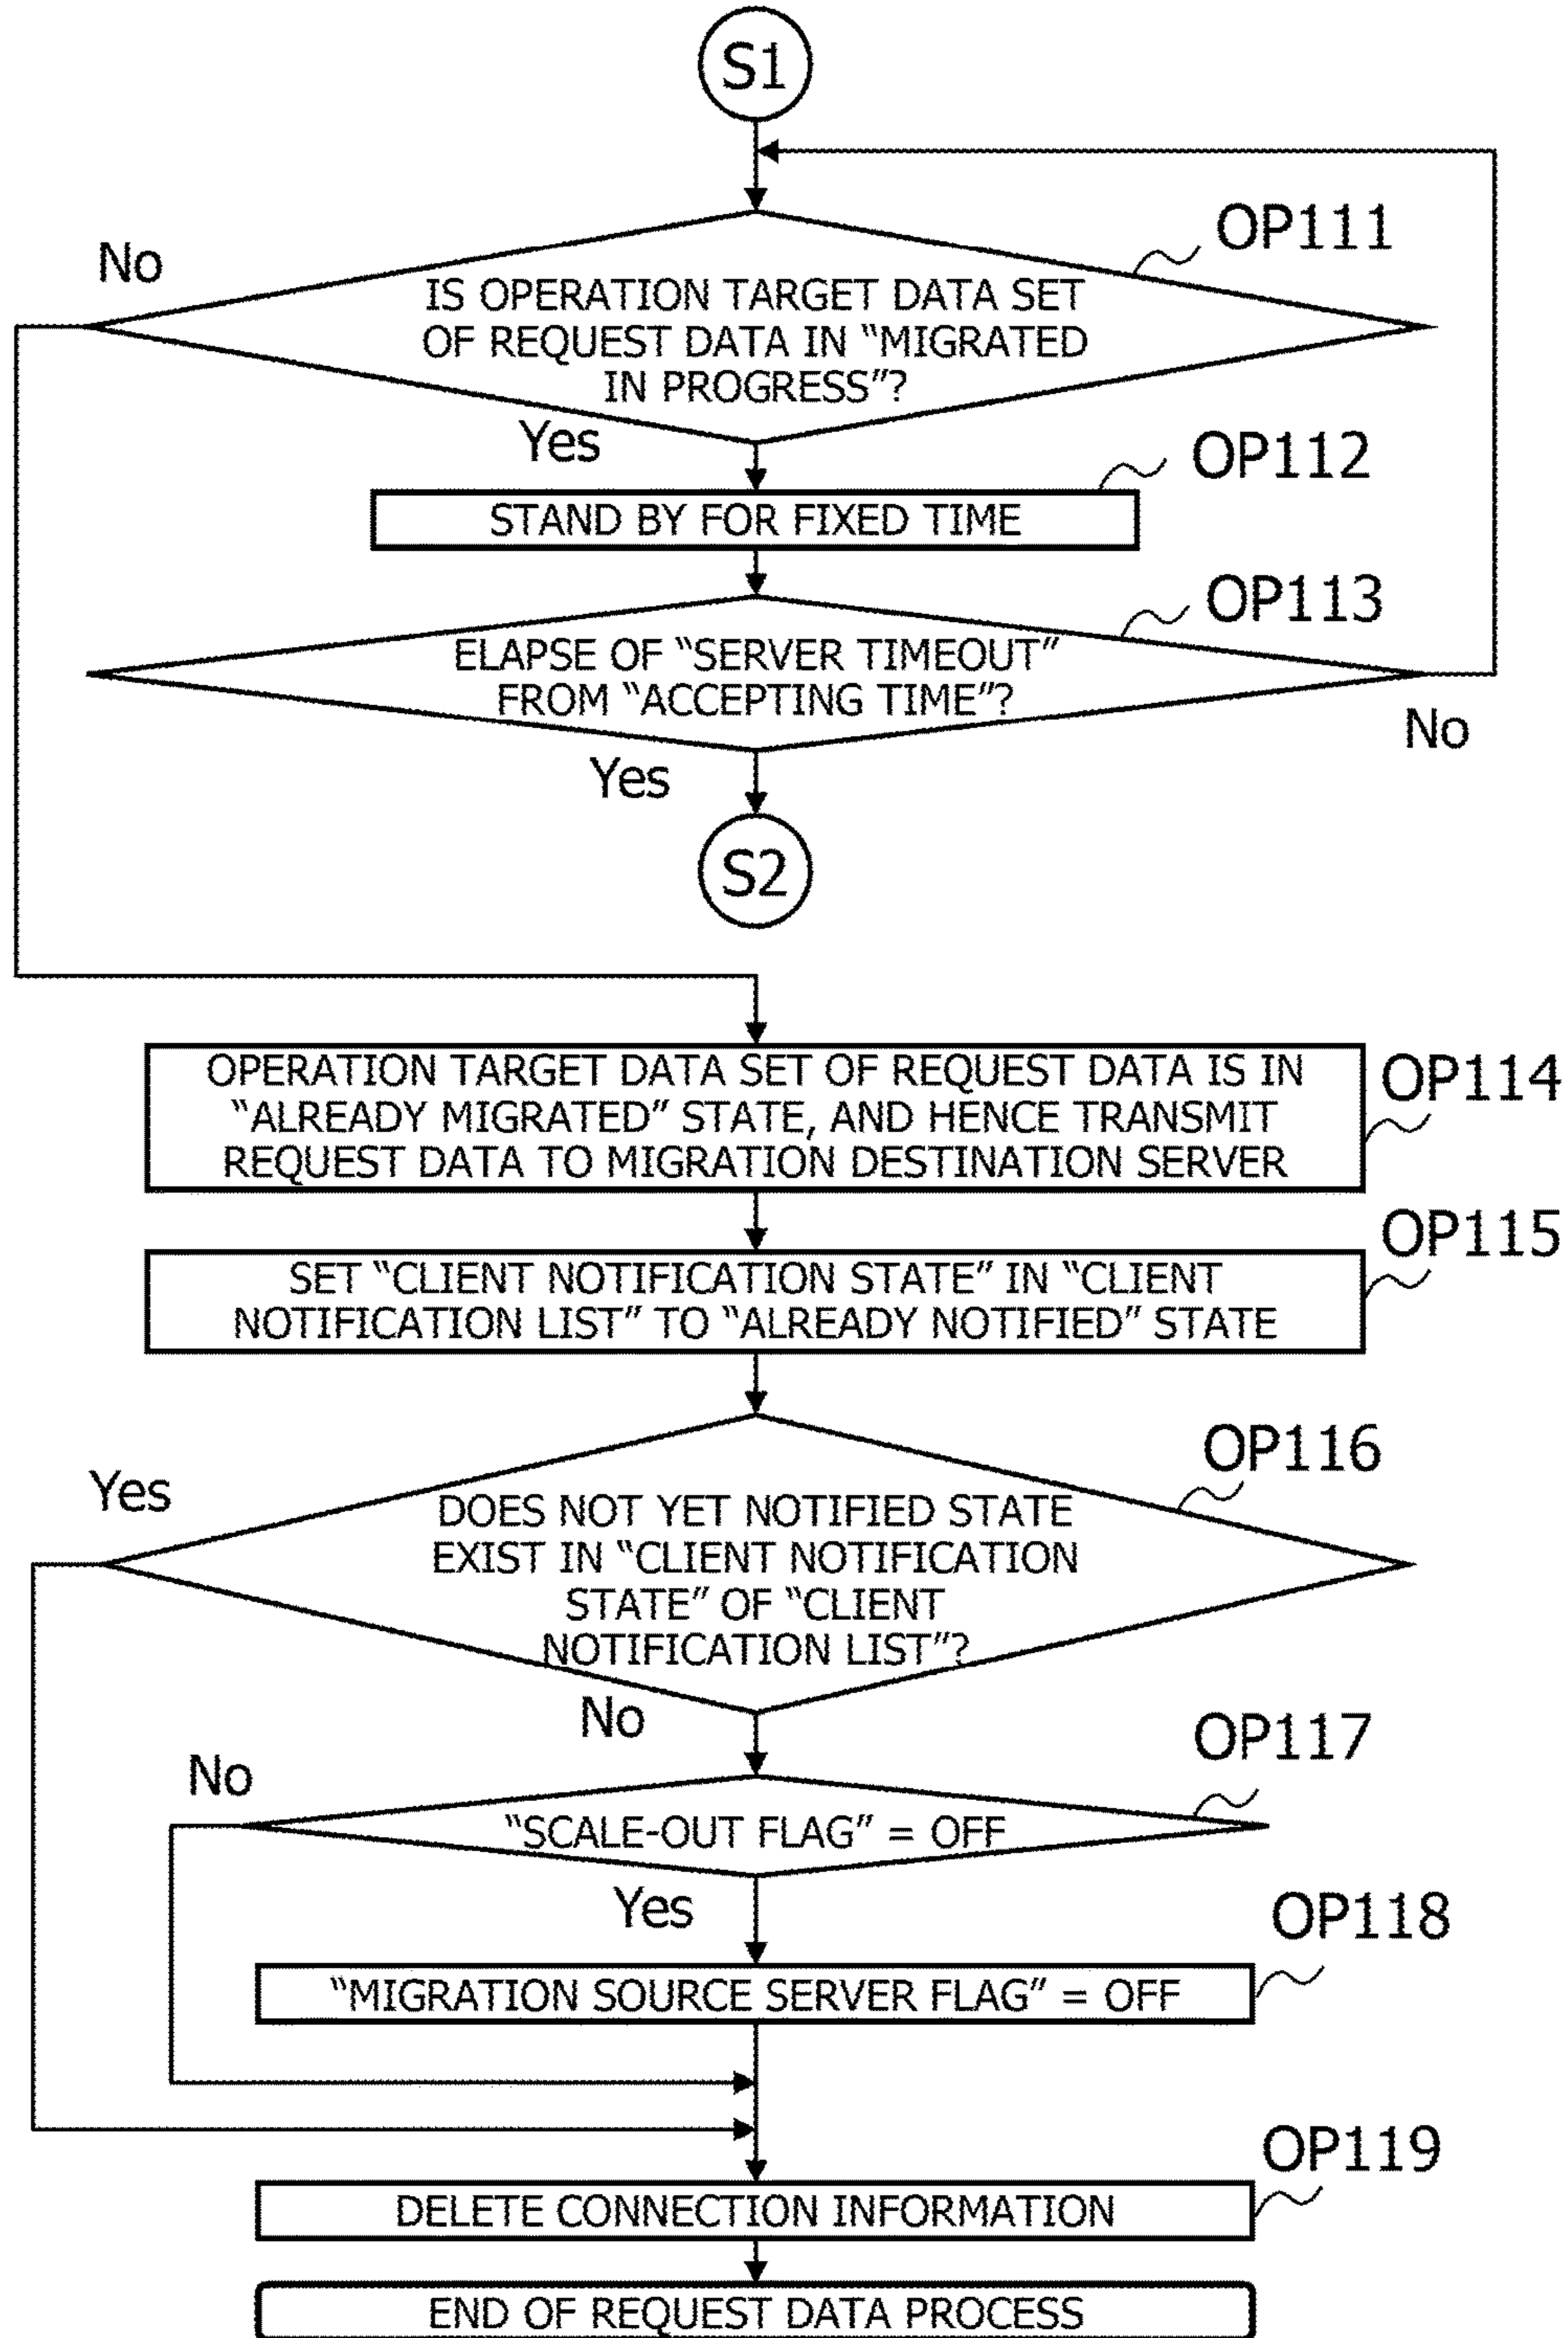 S1
No
OP111
IS OPERATION TARGET DATA SET
OF REQUEST DATA IN “MIGRATED
IN PROGRESS”?
Yes
OP112
STAND BY FOR FIXED TIME
OP113
ELAPSE OF “SERVER TIMEOUT”
FROM “ACCEPTING TIME”?
No
Yes
S2
OPERATION TARGET DATA SET OF REQUEST DATA IS IN
“ALREADY MIGRATED” STATE, AND HENCE TRANSMIT
REQUEST DATA TO MIGRATION DESTINATION SERVER
OP114
SET “CLIENT NOTIFICATION STATE” IN “CLIENT
NOTIFICATION LIST” TO “ALREADY NOTIFIED” STATE
OP115
Yes
OP116
DOES NOT YET NOTIFIED STATE
EXIST IN “CLIENT NOTIFICATION
STATE” OF “CLIENT
NOTIFICATION LIST”?
No
OP117
No
“SCALE-OUT FLAG” = OFF
Yes
OP118
“MIGRATION SOURCE SERVER FLAG” = OFF
OP119
DELETE CONNECTION INFORMATION
END OF REQUEST DATA PROCESS